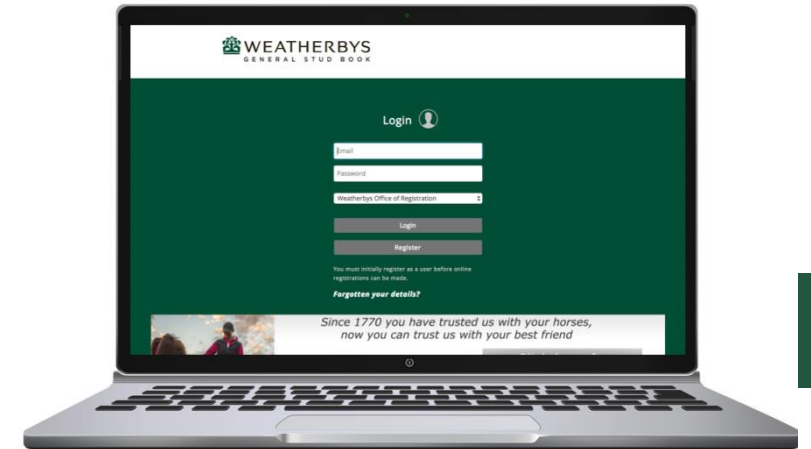 WEATHERBYS
GENERAL STUD BOOK
Login
Email
Password
Weatherbys Office of Registration
Login
Register
You must initially register as a user before online
registrations can be made.
Forgotten your details?
Since 1770 you have trusted us with your horses,
now you can trust us with your best friend